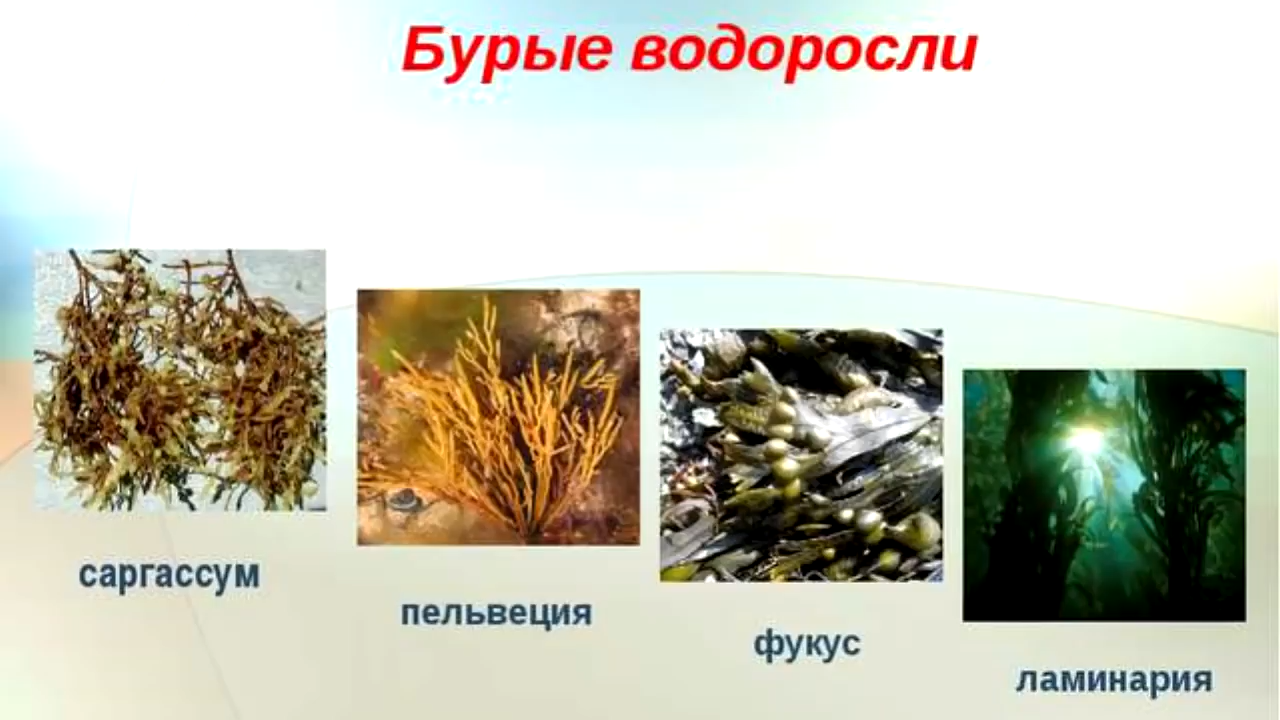 Бурые водоросли
саргассум
пельвеция
фукус
ламинария